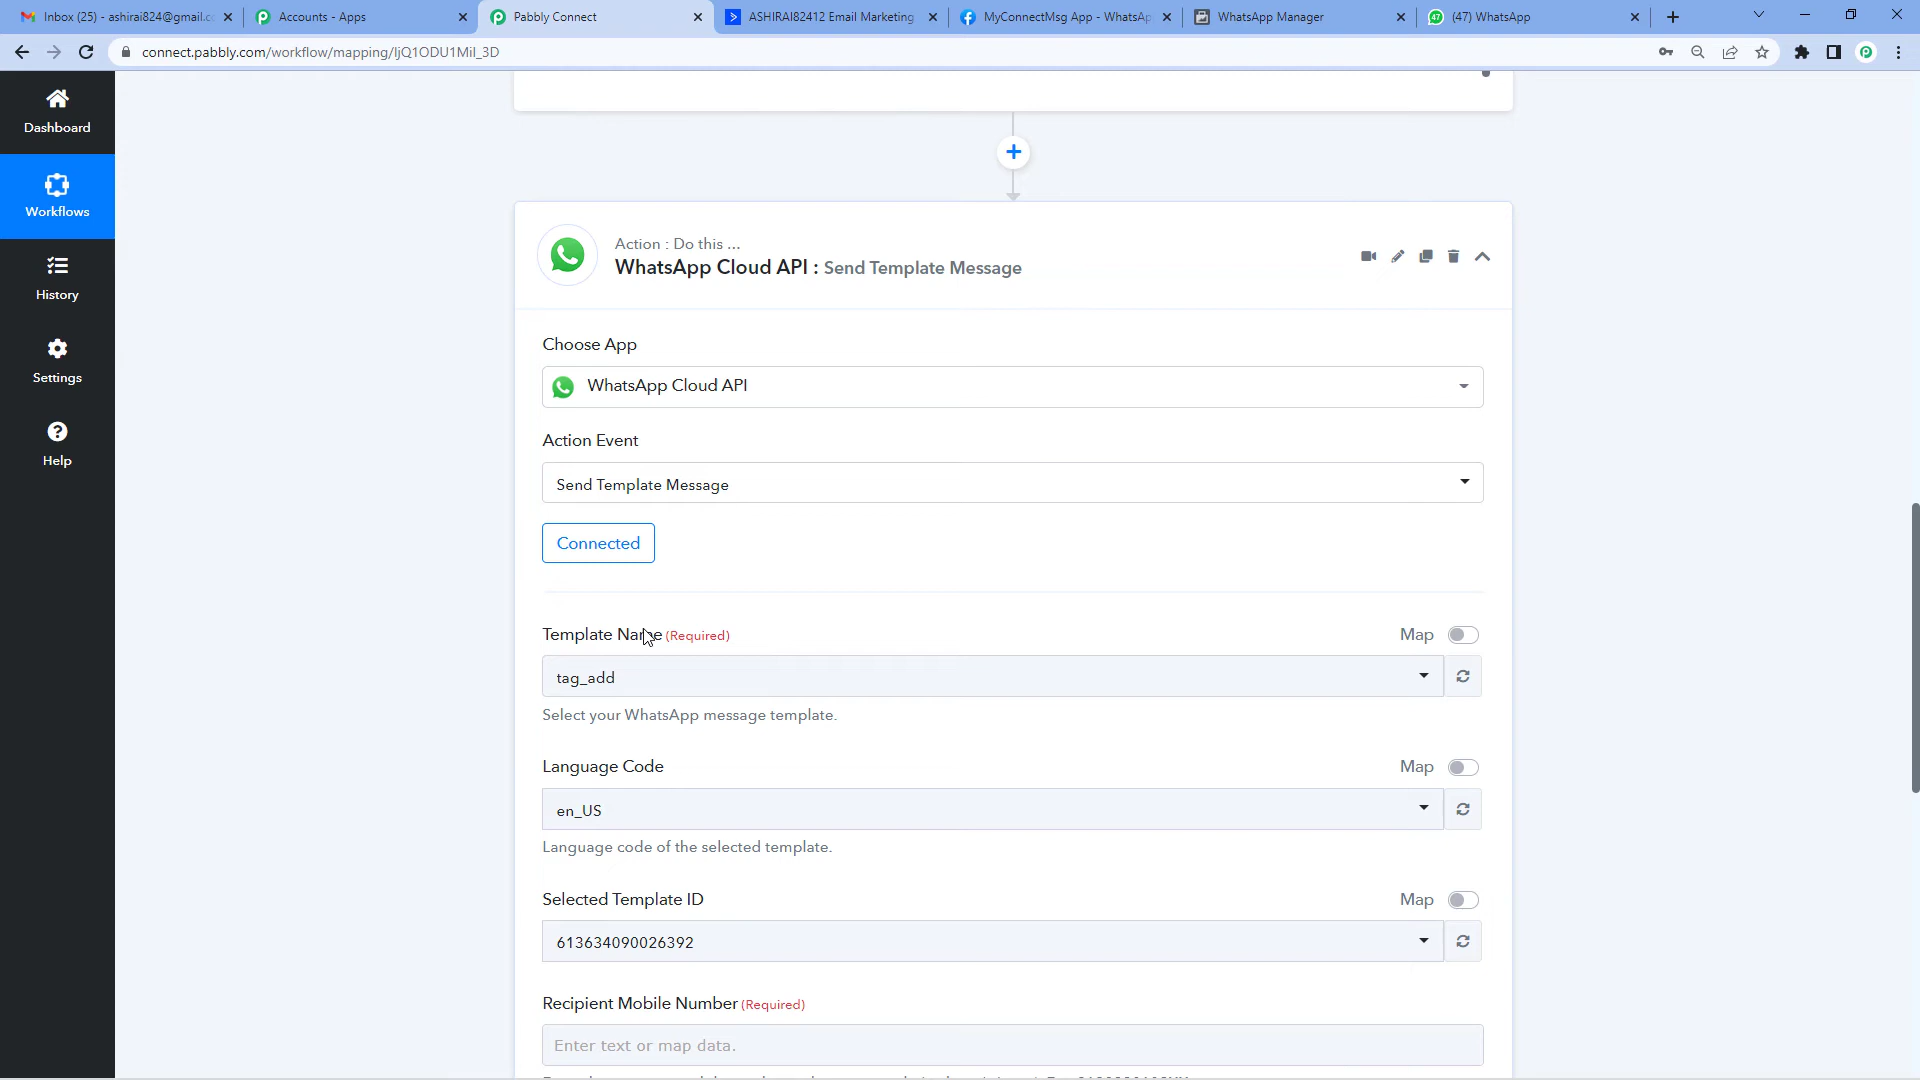 Inbox (25) - ashirai824@gmail.c
Accounts - Apps
Pabbly Connect
ASHIRAI82412 Email Marketing
MyConnectMsg App - WhatsAp
WhatsApp Manager
47
(47) WhatsApp
connect.pabbly.com/workflow/mapping/IjQ1ODU1MiI_3D
Dashboard
Workflows
History
Settings
Help
Action : Do this ...
WhatsApp Cloud API : Send Template Message
Choose App
WhatsApp Cloud API
Action Event
Send Template Message
Connected
Template Name (Required)
Map
tag_add
Select your WhatsApp message template.
Language Code
Map
en_US
Language code of the selected template.
Selected Template ID
Map
613634090026392
Recipient Mobile Number (Required)
Enter text or map data.